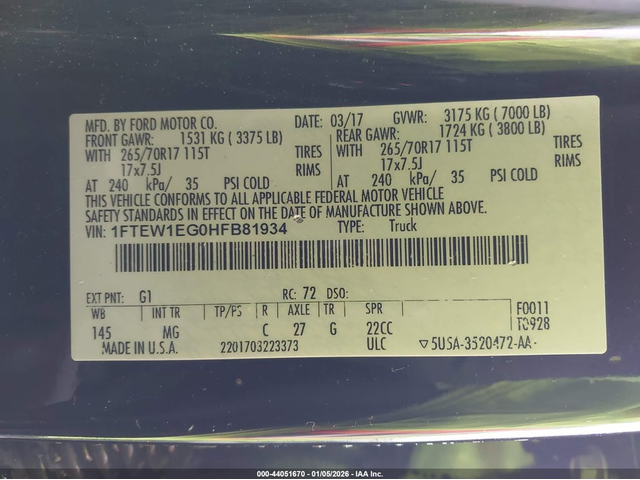 MFD. BY FORD MOTOR CO. DATE: 03/17 GVWR: 3175 KG ( 7000 LB)
FRONT GAWR: 1531 KG ( 3375 LB) REAR GAWR: 1724 KG ( 3800 LB)
WITH 265/70R17 115T TIRES WITH 265/70R17 115T TIRES
17x7.5J RIMS 17x7.5J RIMS
AT 240 kPa/ 35 PSI COLD AT 240 kPa/ 35 PSI COLD
THIS VEHICLE CONFORMS TO ALL APPLICABLE FEDERAL MOTOR VEHICLE
SAFETY STANDARDS IN EFFECT ON THE DATE OF MANUFACTURE SHOWN ABOVE.
VIN: 1FTEW1EG0HFB81934 TYPE: Truck
EXT PNT: G1 RC: 72 DSO:
WB INT TR TP/PS R AXLE TR SPR F0011
145 MG C 27 G 22CC T0928
MADE IN U.S.A. 2201703223373 ULC ▽5USA-3520472-AA-
000-44051670 - 01/05/2026 - IAA Inc.